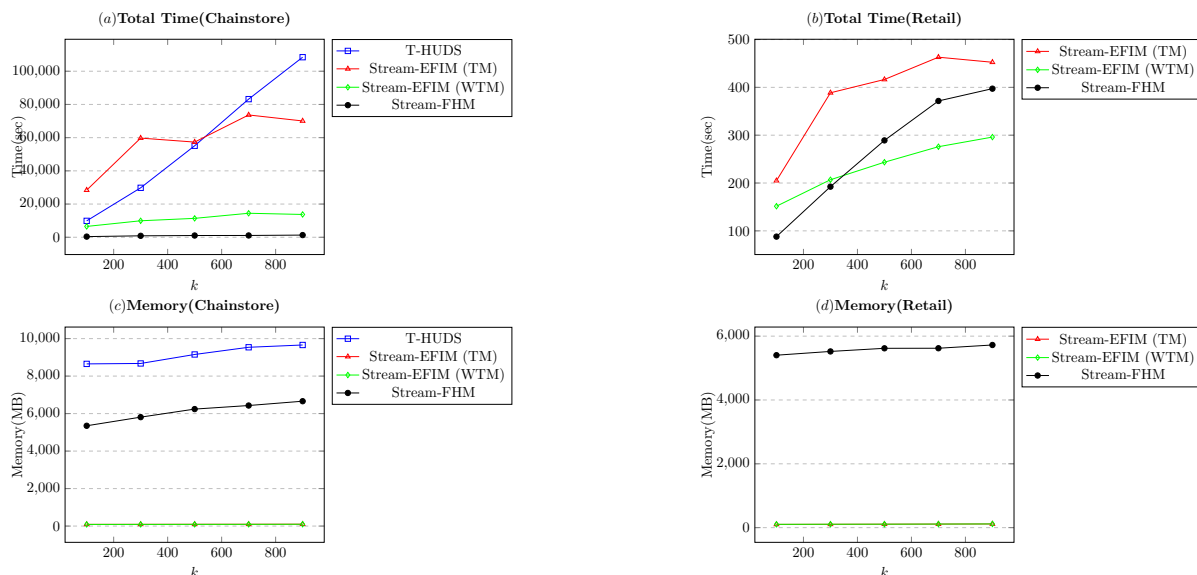 (a)Total Time(Chainstore)
Time(sec)
100,000
80,000
60,000
40,000
20,000
0
200
400
600
800
k
T-HUDS
Stream-EFIM (TM)
Stream-EFIM (WTM)
Stream-FHM
(b)Total Time(Retail)
Time(sec)
500
400
300
200
100
200
400
600
800
k
Stream-EFIM (TM)
Stream-EFIM (WTM)
Stream-FHM
(c)Memory(Chainstore)
Memory(MB)
10,000
8,000
6,000
4,000
2,000
0
200
400
600
800
k
T-HUDS
Stream-EFIM (TM)
Stream-EFIM (WTM)
Stream-FHM
(d)Memory(Retail)
Memory(MB)
6,000
4,000
2,000
0
200
400
600
800
k
Stream-EFIM (TM)
Stream-EFIM (WTM)
Stream-FHM